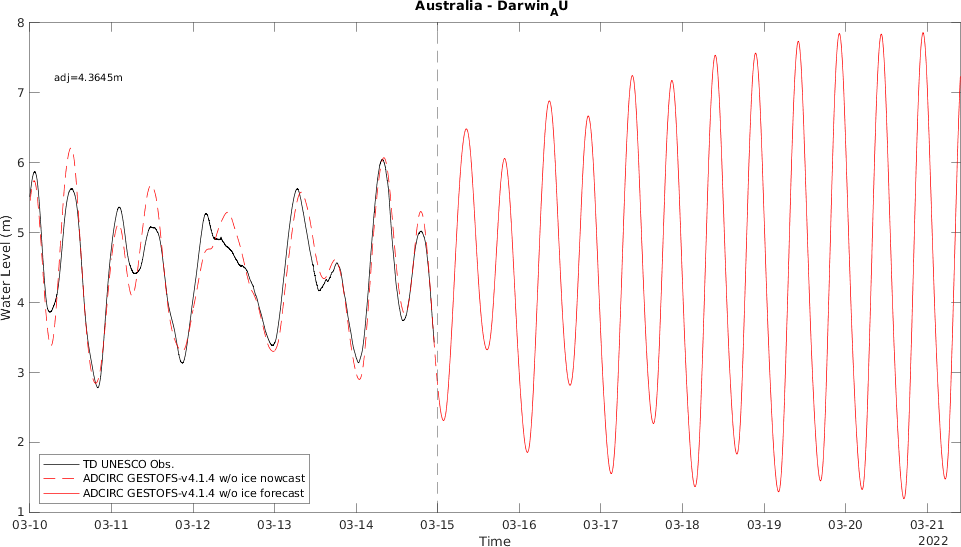 Australia - Darwin_AU
8
adj=4.3645m
7
6
5
Water Level (m)
4
3
2
TD UNESCO Obs.
ADCIRC GESTOFS-v4.1.4 w/o ice nowcast
ADCIRC GESTOFS-v4.1.4 w/o ice forecast
1
03-10 03-11 03-12 03-13 03-14 03-15 03-16 03-17 03-18 03-19 03-20 03-21
Time
2022